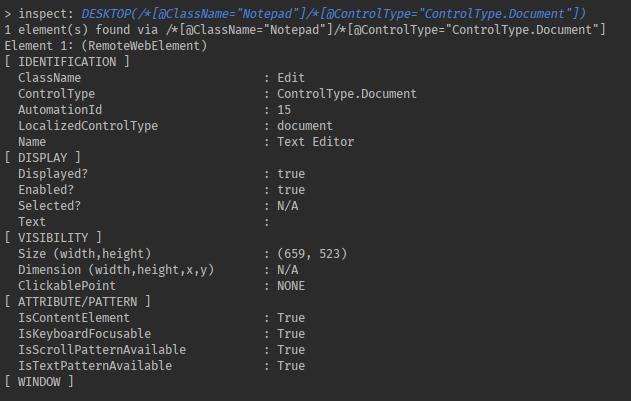 > inspect: DESKTOP(/*[@ClassName="Notepad"]/*[@ControlType="ControlType.Document"])
1 element(s) found via /*[@ClassName="Notepad"]/*[@ControlType="ControlType.Document"]
Element 1: (RemoteWebElement)
[ IDENTIFICATION ]
ClassName : Edit
ControlType : ControlType.Document
AutomationId : 15
LocalizedControlType : document
Name : Text Editor
[ DISPLAY ]
Displayed? : true
Enabled? : true
Selected? : N/A
Text :
[ VISIBILITY ]
Size (width,height) : (659, 523)
Dimension (width,height,x,y) : N/A
ClickablePoint : NONE
[ ATTRIBUTE/PATTERN ]
IsContentElement : True
IsKeyboardFocusable : True
IsScrollPatternAvailable : True
IsTextPatternAvailable : True
[ WINDOW ]